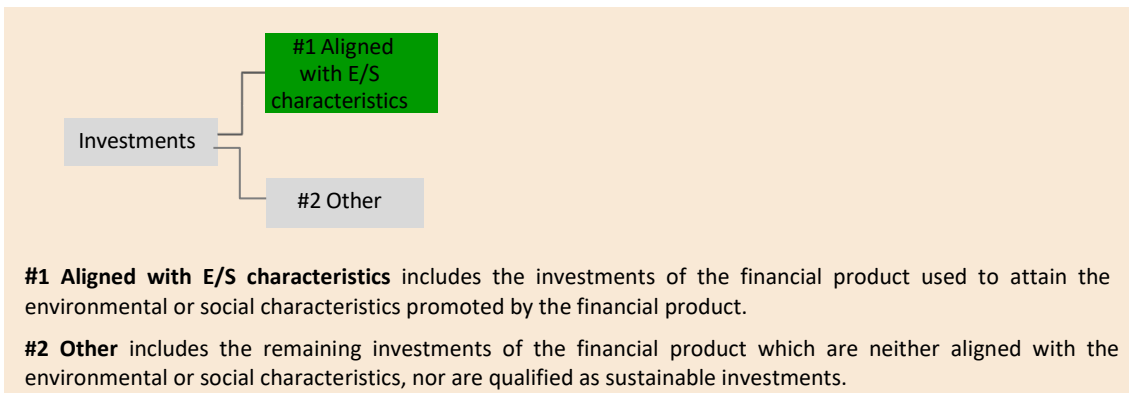 #1 Aligned
with E/S
characteristics
Investments
#2 Other
#1 Aligned with E/S characteristics includes the investments of the financial product used to attain the
environmental or social characteristics promoted by the financial product.
#2 Other includes the remaining investments of the financial product which are neither aligned with the
environmental or social characteristics, nor are qualified as sustainable investments.